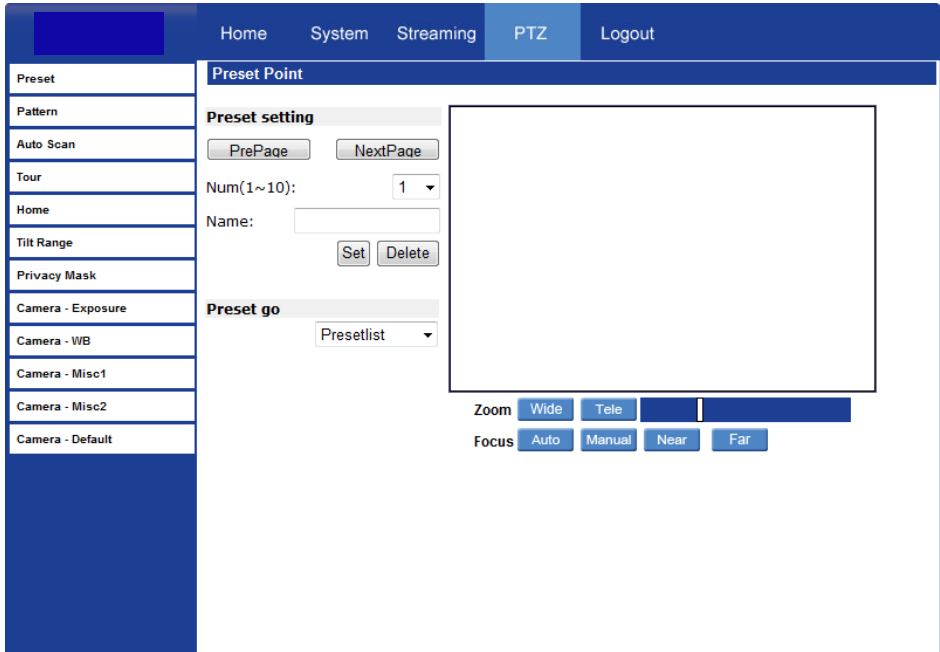 Home System Streaming PTZ Logout
Preset
Pattern
Auto Scan
Tour
Home
Tilt Range
Privacy Mask
Camera - Exposure
Camera - WB
Camera - Misc1
Camera - Misc2
Camera - Default
Preset Point
Preset setting
PrePage NextPage
Num(1~10): 1
Name:
Set Delete
Preset go
Presetlist
Zoom Wide Tele
Focus Auto Manual Near Far